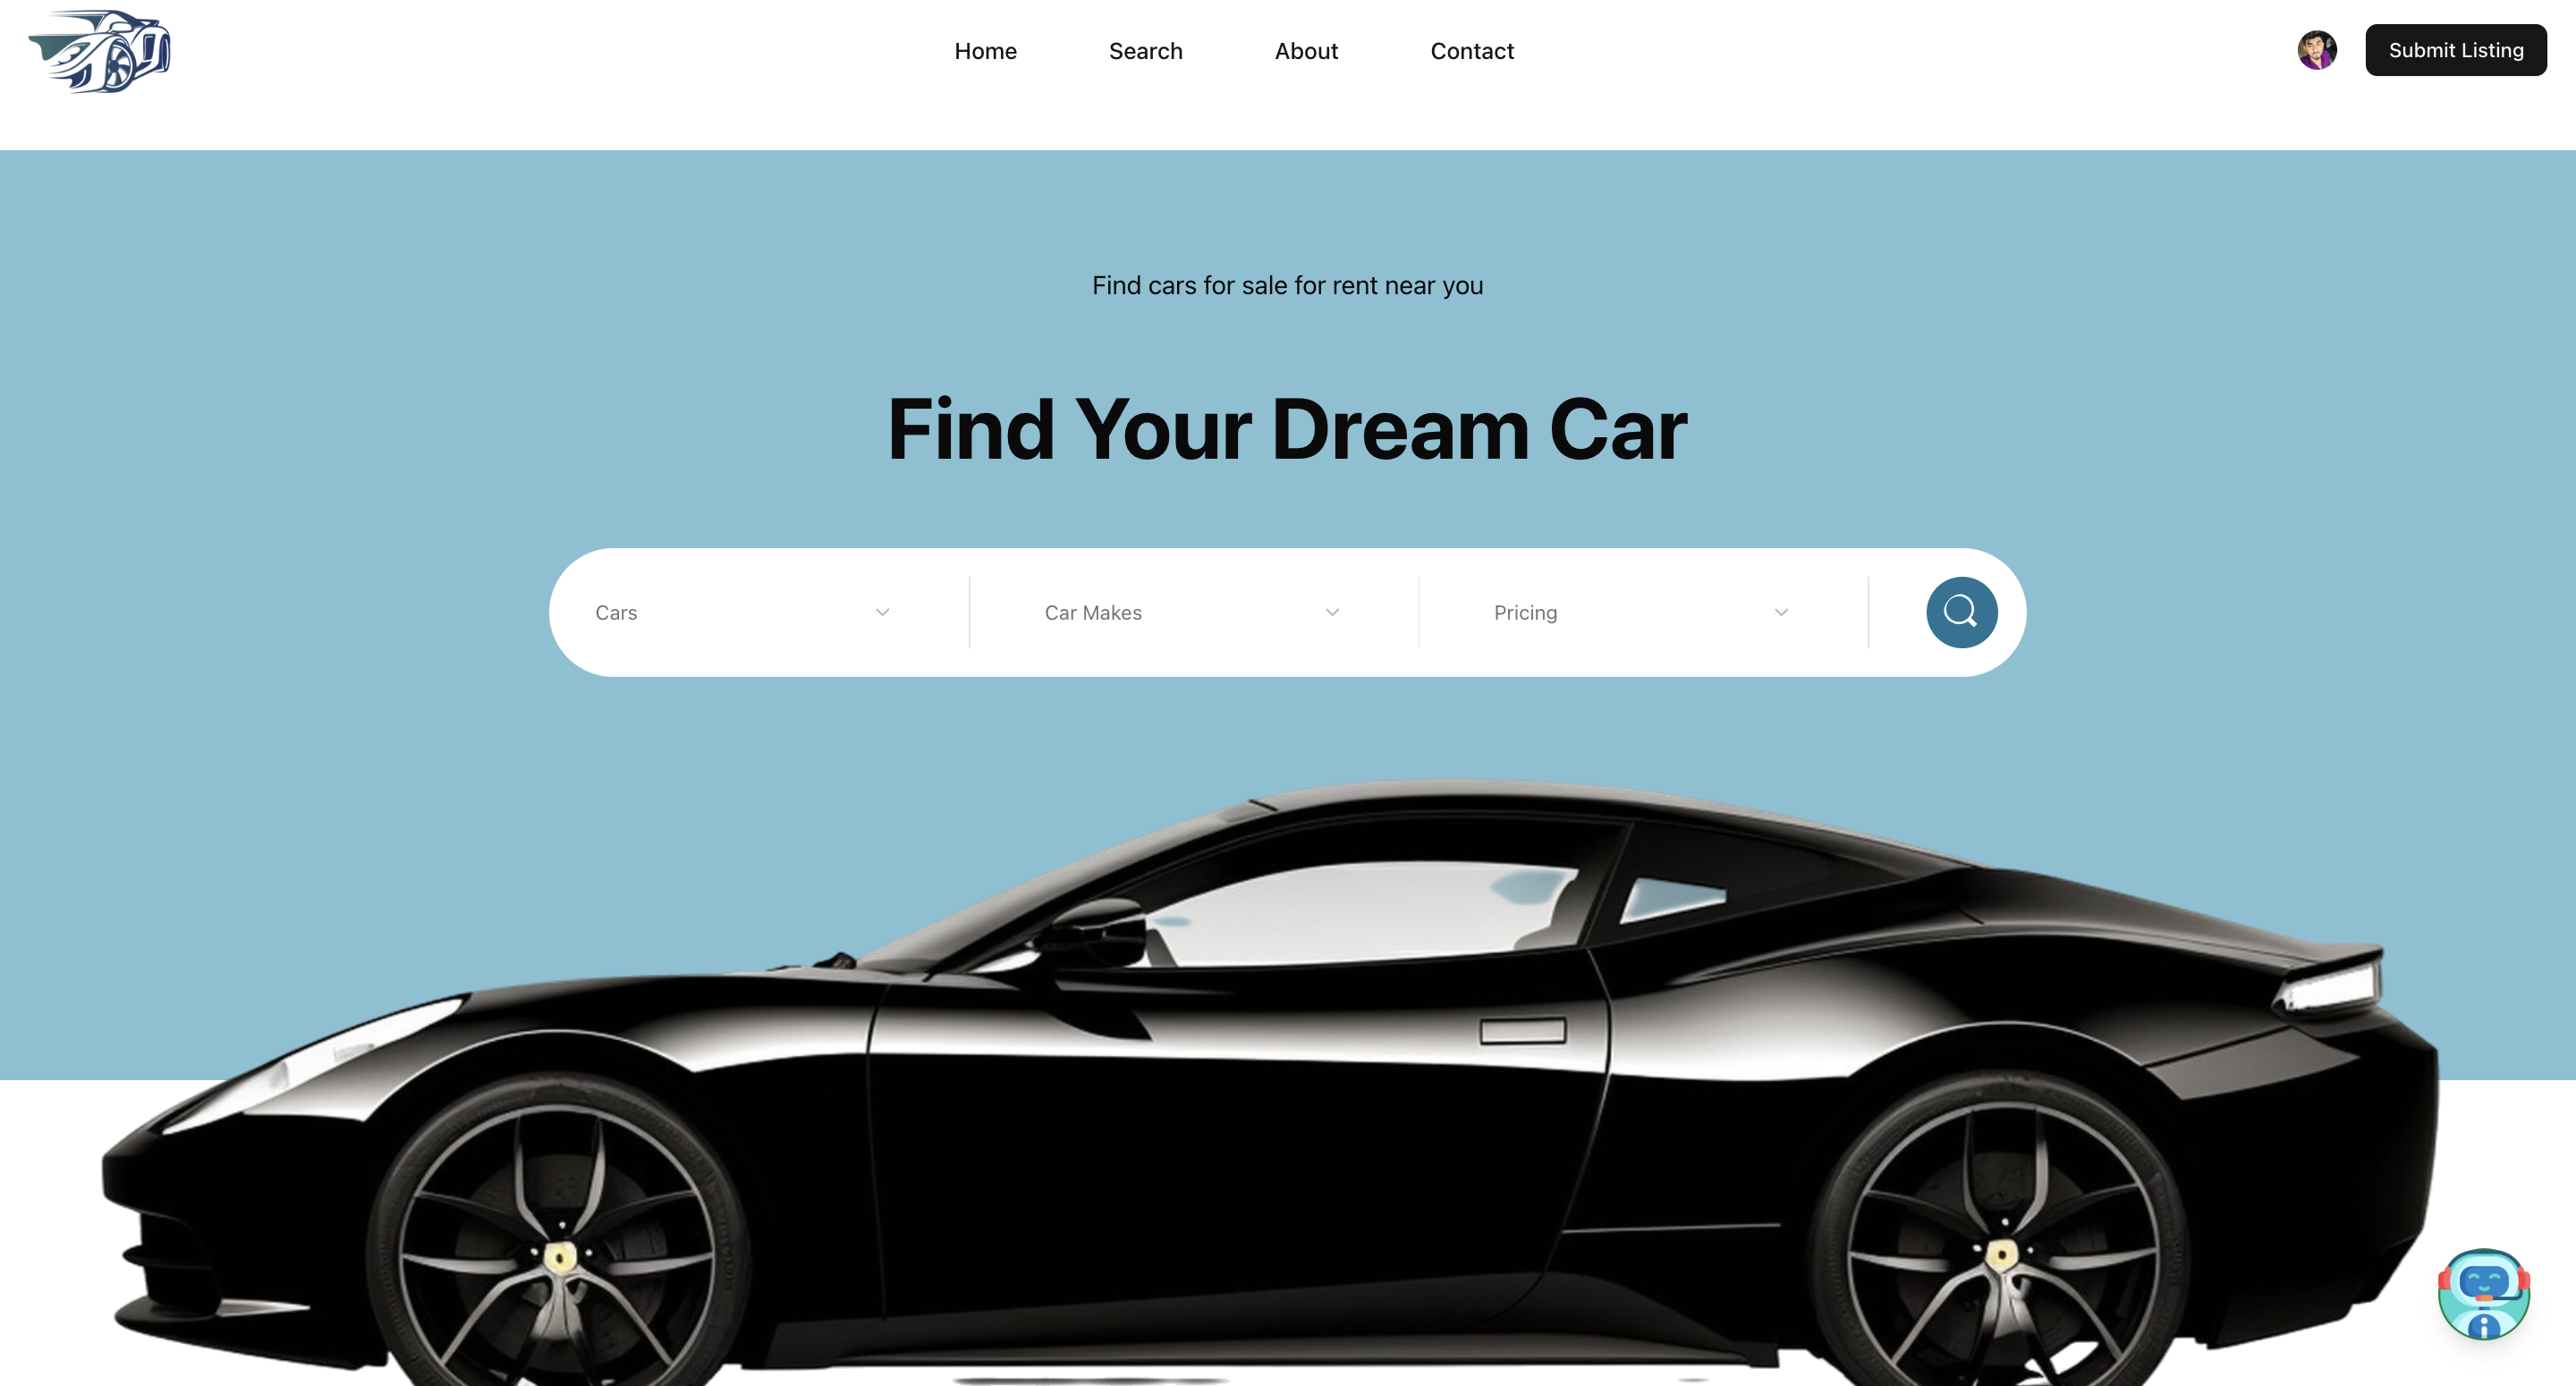 Home
Search
About
Contact
Submit Listing
Find cars for sale for rent near you
Find Your Dream Car
Cars
Car Makes
Pricing